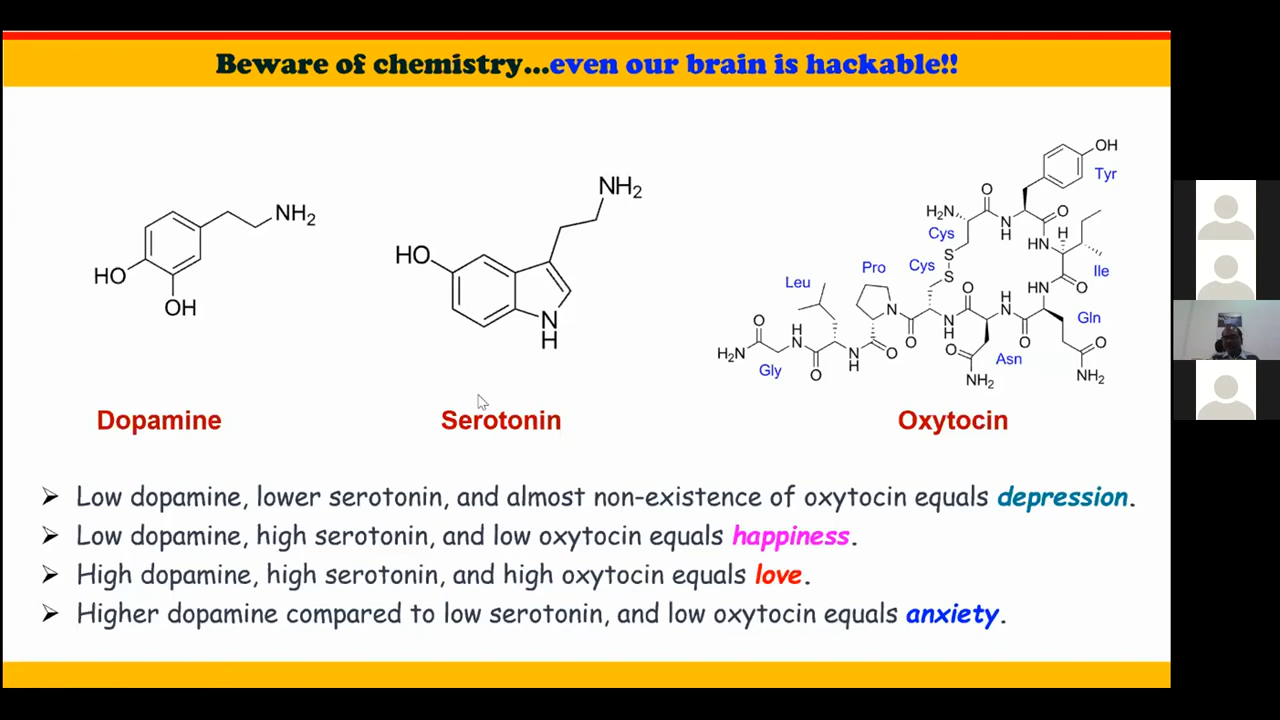 Beware of chemistry...even our brain is hackable!!
NH2
HO
OH
Dopamine
NH2
HO
N
H
Serotonin
OH
Tyr
O
H2N
N
H
O
Cys
HN
H
S
Cys
S
Ile
O
Pro
Leu
HN
O
H
N
Gln
N
O
N
H
O
O
O
NH2
Asn
O
NH2
O
H
N
H2N
O
N
H
O
Gly
Oxytocin
➢ Low dopamine, lower serotonin, and almost non-existence of oxytocin equals depression.
➢ Low dopamine, high serotonin, and low oxytocin equals happiness.
➢ High dopamine, high serotonin, and high oxytocin equals love.
➢ Higher dopamine compared to low serotonin, and low oxytocin equals anxiety.